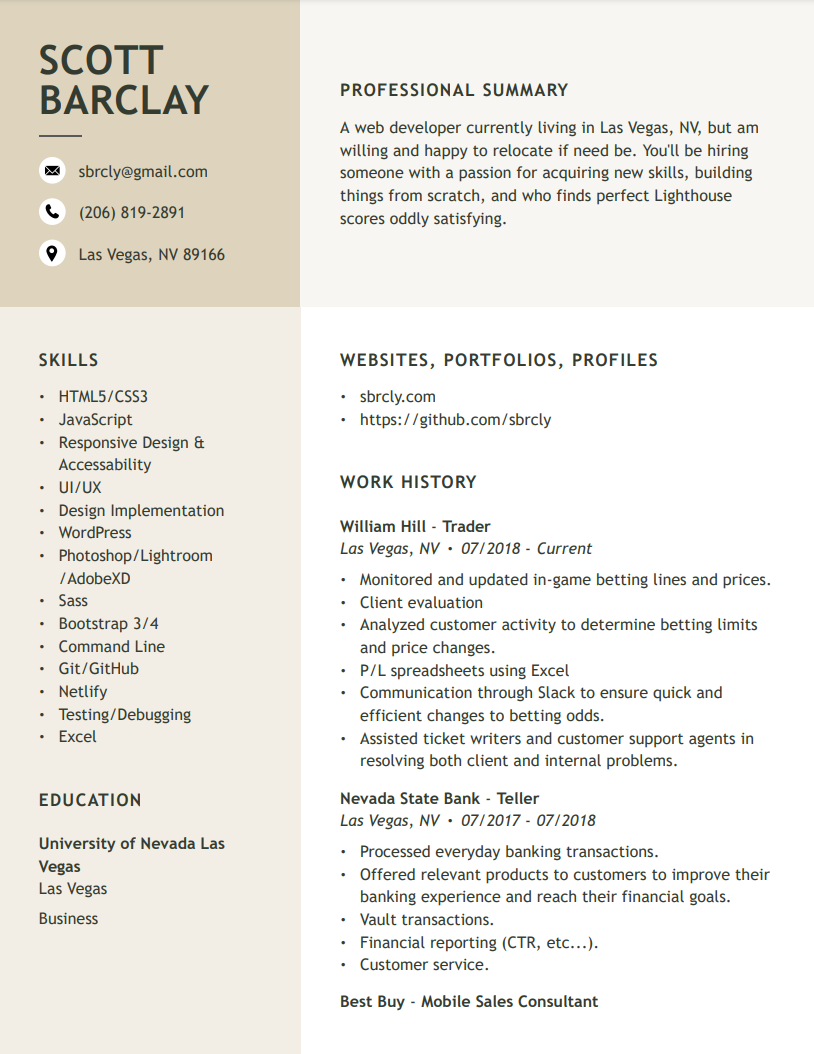 SCOTT
BARCLAY
sbrcly@gmail.com
(206) 819-2891
Las Vegas, NV 89166
PROFESSIONAL SUMMARY
A web developer currently living in Las Vegas, NV, but am
willing and happy to relocate if need be. You'll be hiring
someone with a passion for acquiring new skills, building
things from scratch, and who finds perfect Lighthouse
scores oddly satisfying.
SKILLS
• HTML5/CSS3
• JavaScript
• Responsive Design &
Accessability
• UI/UX
• Design Implementation
• WordPress
• Photoshop/Lightroom
/AdobeXD
• Sass
• Bootstrap 3/4
• Command Line
• Git/GitHub
• Netlify
• Testing/Debugging
• Excel
EDUCATION
University of Nevada Las
Vegas
Las Vegas
Business
WEBSITES, PORTFOLIOS, PROFILES
• sbrcly.com
• https://github.com/sbrcly
WORK HISTORY
William Hill - Trader
Las Vegas, NV • 07/2018 - Current
• Monitored and updated in-game betting lines and prices.
• Client evaluation
• Analyzed customer activity to determine betting limits
and price changes.
• P/L spreadsheets using Excel
• Communication through Slack to ensure quick and
efficient changes to betting odds.
• Assisted ticket writers and customer support agents in
resolving both client and internal problems.
Nevada State Bank - Teller
Las Vegas, NV • 07/2017 - 07/2018
• Processed everyday banking transactions.
• Offered relevant products to customers to improve their
banking experience and reach their financial goals.
• Vault transactions.
• Financial reporting (CTR, etc...).
• Customer service.
Best Buy - Mobile Sales Consultant